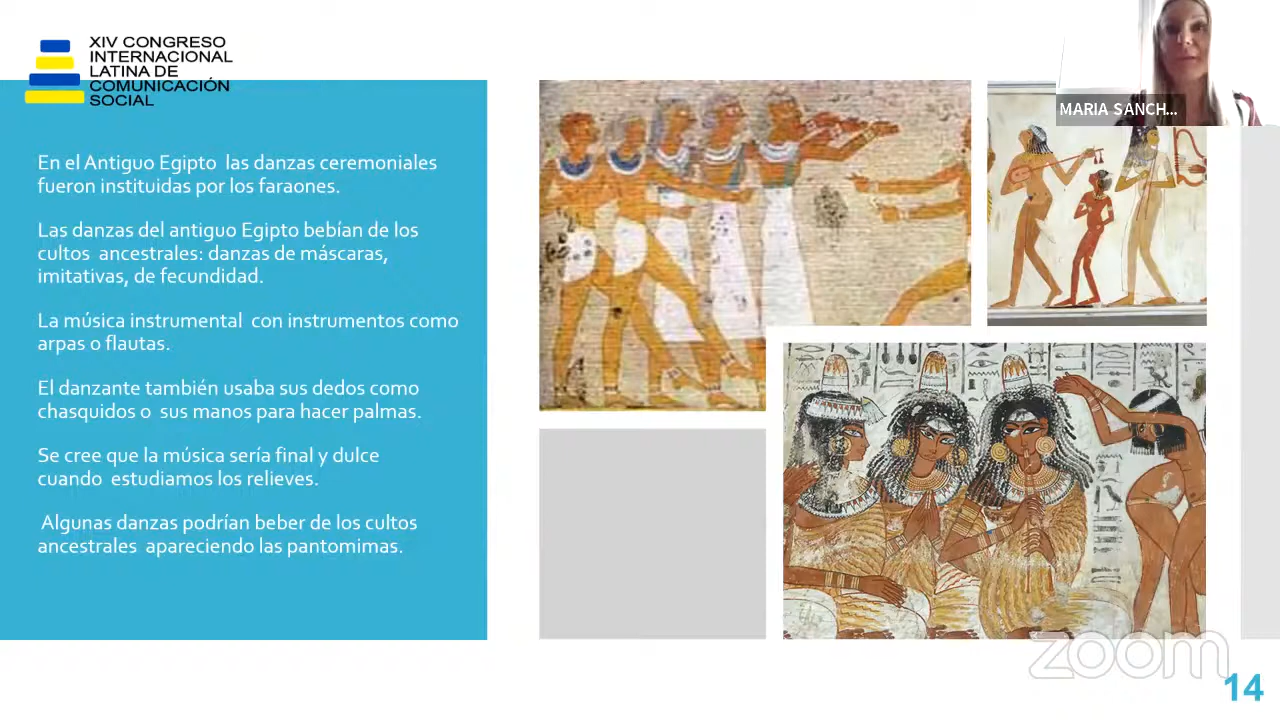 XIV CONGRESO
INTERNACIONAL
LATINA DE
COMUNICACIÓN
SOCIAL
MARIA SANCH...
En el Antiguo Egipto las danzas ceremoniales
fueron instituidas por los faraones.
Las danzas del antiguo Egipto bebían de los
cultos ancestrales: danzas de máscaras,
imitativas, de fecundidad.
La música instrumental con instrumentos como
arpas o flautas.
El danzante también usaba sus dedos como
chasquidos o sus manos para hacer palmas.
Se cree que la música sería final y dulce
cuando estudiamos los relieves.
Algunas danzas podrían beber de los cultos
ancestrales apareciendo las pantomimas.
zoom
14